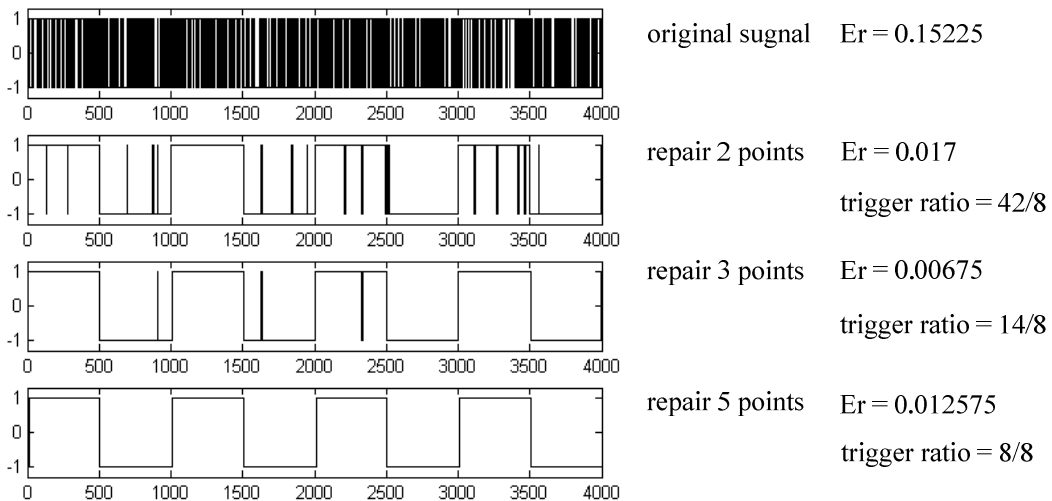 1
0
-1
0 500 1000 1500 2000 2500 3000 3500 4000
original sugnal Er = 0.15225
1
0
-1
0 500 1000 1500 2000 2500 3000 3500 4000
repair 2 points Er = 0.017
trigger ratio = 42/8
1
0
-1
0 500 1000 1500 2000 2500 3000 3500 4000
repair 3 points Er = 0.00675
trigger ratio = 14/8
1
0
-1
0 500 1000 1500 2000 2500 3000 3500 4000
repair 5 points Er = 0.012575
trigger ratio = 8/8